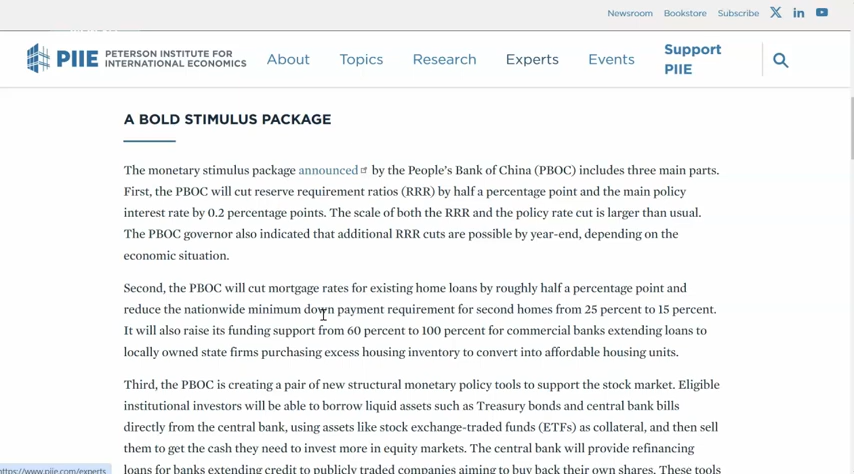 Newsroom Bookstore Subscribe X in
PIIE PETERSON INSTITUTE FOR
INTERNATIONAL ECONOMICS
About Topics Research Experts Events Support
PIIE
A BOLD STIMULUS PACKAGE
The monetary stimulus package announced by the People’s Bank of China (PBOC) includes three main parts.
First, the PBOC will cut reserve requirement ratios (RRR) by half a percentage point and the main policy
interest rate by 0.2 percentage points. The scale of both the RRR and the policy rate cut is larger than usual.
The PBOC governor also indicated that additional RRR cuts are possible by year-end, depending on the
economic situation.
Second, the PBOC will cut mortgage rates for existing home loans by roughly half a percentage point and
reduce the nationwide minimum down payment requirement for second homes from 25 percent to 15 percent.
It will also raise its funding support from 60 percent to 100 percent for commercial banks extending loans to
locally owned state firms purchasing excess housing inventory to convert into affordable housing units.
Third, the PBOC is creating a pair of new structural monetary policy tools to support the stock market. Eligible
institutional investors will be able to borrow liquid assets such as Treasury bonds and central bank bills
directly from the central bank, using assets like stock exchange-traded funds (ETFs) as collateral, and then sell
them to get the cash they need to invest more in equity markets. The central bank will provide refinancing
loans for banks extending credit to publicly traded companies aiming to buy back their own shares. These tools
https://www.piie.com/experts